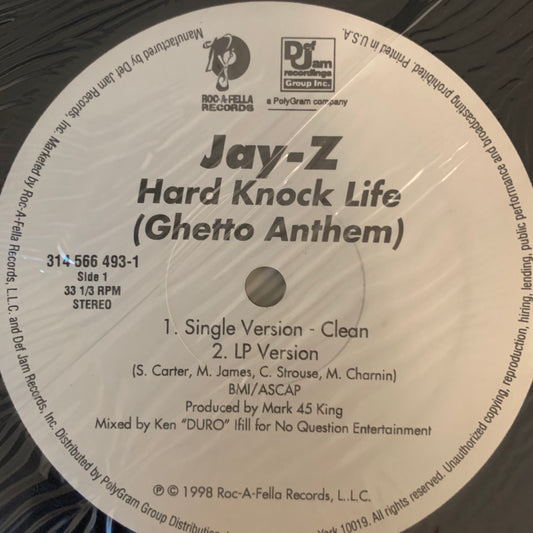 ROC-A-FELLA
RECORDS
Def
Jam
recordings
Group Inc.
a PolyGram company
Jay-Z
Hard Knock Life
(Ghetto Anthem)
314 566 493-1
Side 1
33 1/3 RPM
STEREO
1. Single Version - Clean
2. LP Version
(S. Carter, M. James, C. Strouse, M. Charnin)
BMI/ASCAP
Produced by Mark 45 King
Mixed by Ken "DURO" Ifill for No Question Entertainment
℗ © 1998 Roc-A-Fella Records, L.L.C.
Manufactured by Def Jam Records, Inc. Marketed by Roc-A-Fella Records, L.L.C. and Def Jam Records, Inc. Distributed by PolyGram Group Distribution, York 10019. All rights reserved. Unauthorized copying, reproduction, hiring, lending, public performance and broadcasting prohibited. Printed in U.S.A.